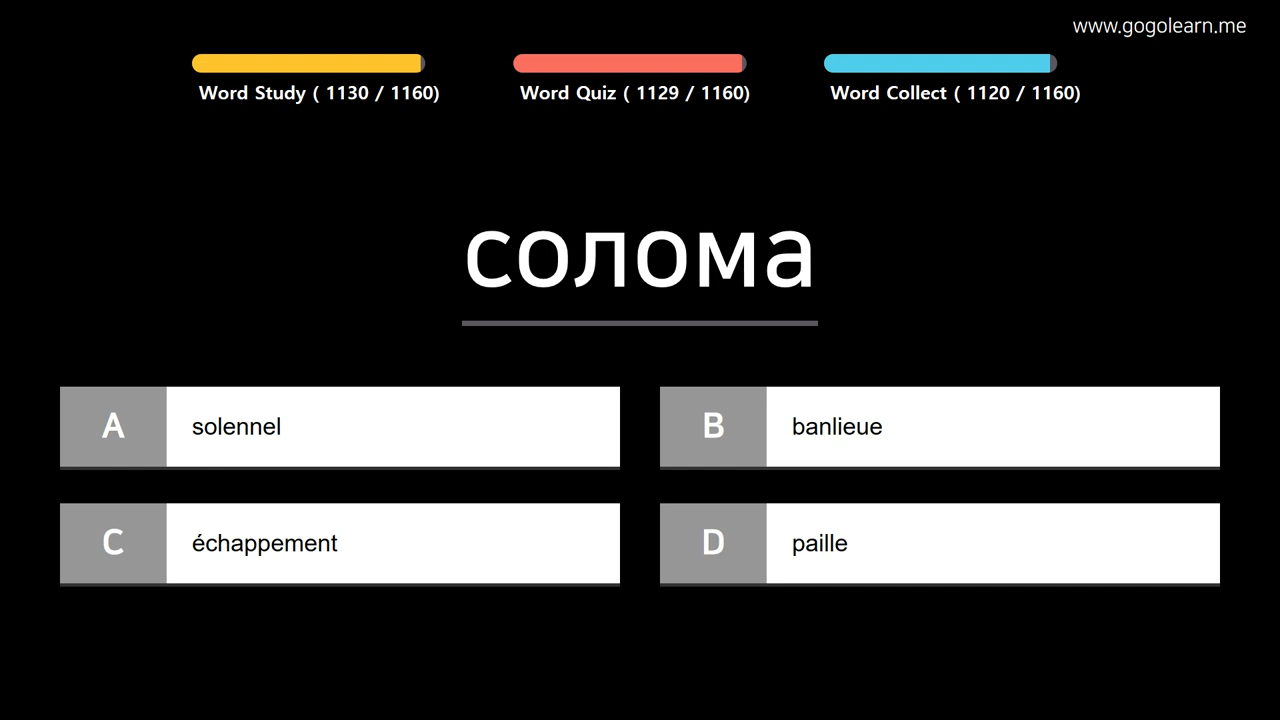 www.gogolearn.me
Word Study ( 1130 / 1160)
Word Quiz ( 1129 / 1160)
Word Collect ( 1120 / 1160)
солома
A solennel
B banlieue
C échappement
D paille